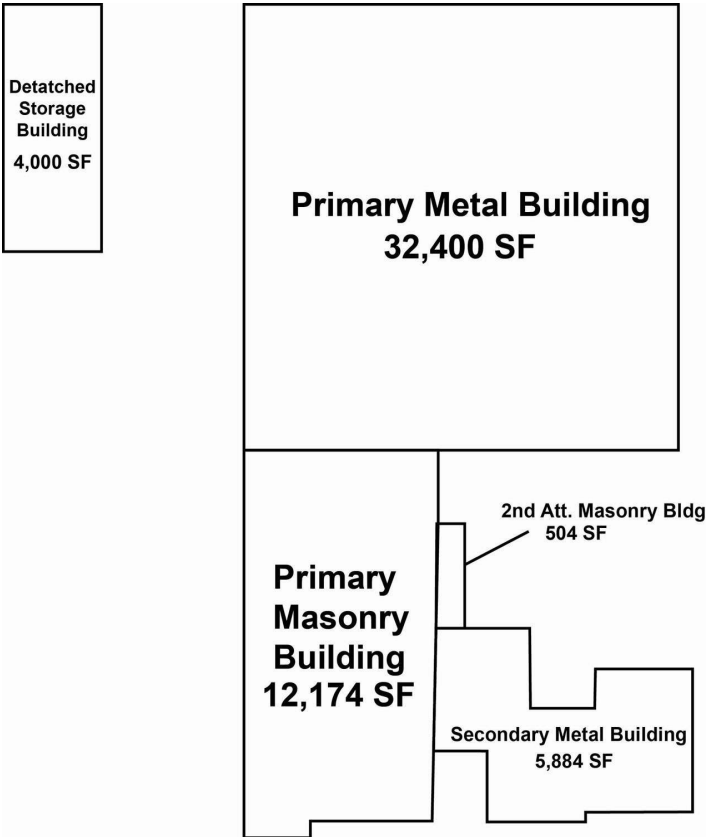 Detatched
Storage
Building
4,000 SF
Primary Metal Building
32,400 SF
2nd Att. Masonry Bldg
504 SF
Primary
Masonry
Building
12,174 SF
Secondary Metal Building
5,884 SF